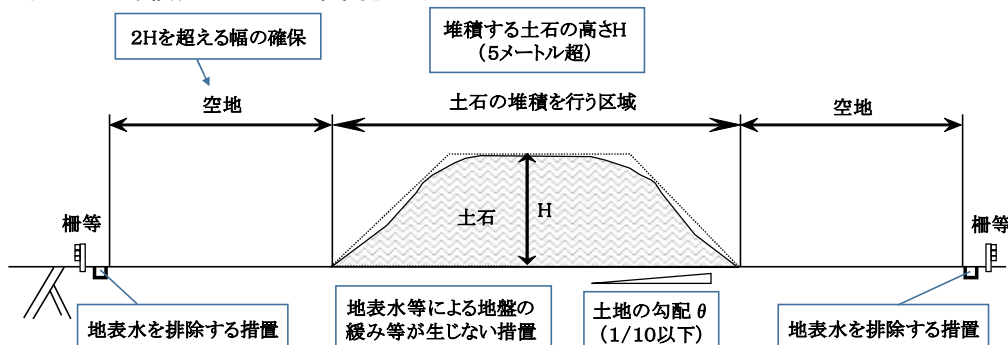 2Hを超える幅の確保
堆積する土石の高さH
(5メートル超)
空地
土石の堆積を行う区域
空地
土石
H
柵等
柵等
地表水を排除する措置
地表水等による地盤の
緩み等が生じない措置
土地の勾配 θ
(1/10以下)
地表水を排除する措置